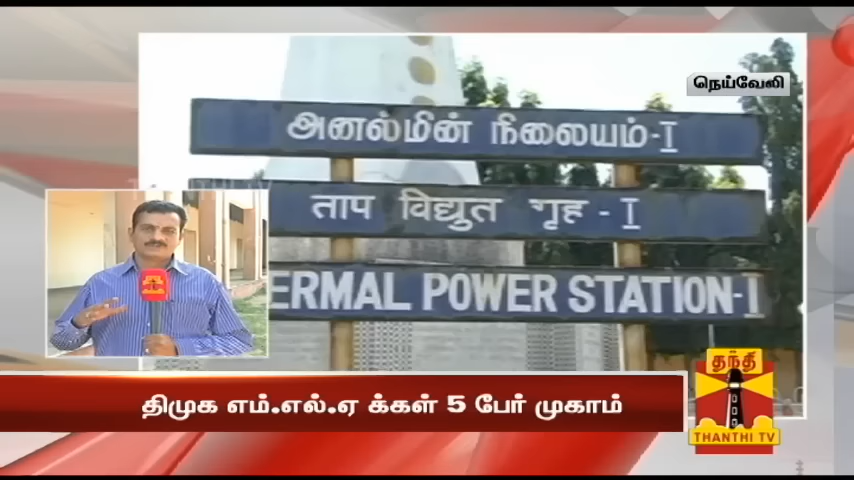 நெய்வேலி
அனல்மின் நிலையம்-I
ताप विद्युत गृह - I
ERMAL POWER STATION-I
திமுக எம்.எல்.ஏ க்கள் 5 பேர் முகாம்
தந்தி
THANTHI TV